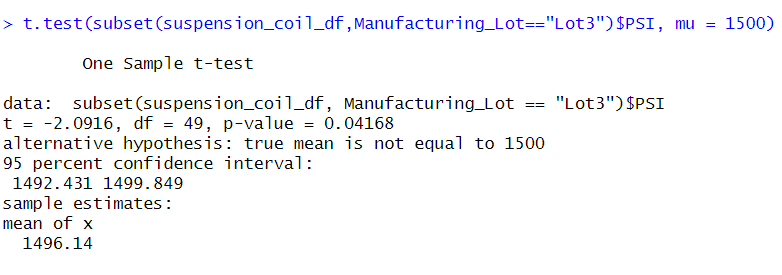 > t.test(subset(suspension_coil_df,Manufacturing_Lot=="Lot3")$PSI, mu = 1500)
One Sample t-test
data:  subset(suspension_coil_df, Manufacturing_Lot == "Lot3")$PSI
t = -2.0916, df = 49, p-value = 0.04168
alternative hypothesis: true mean is not equal to 1500
95 percent confidence interval:
1492.431 1499.849
sample estimates:
mean of x
1496.14